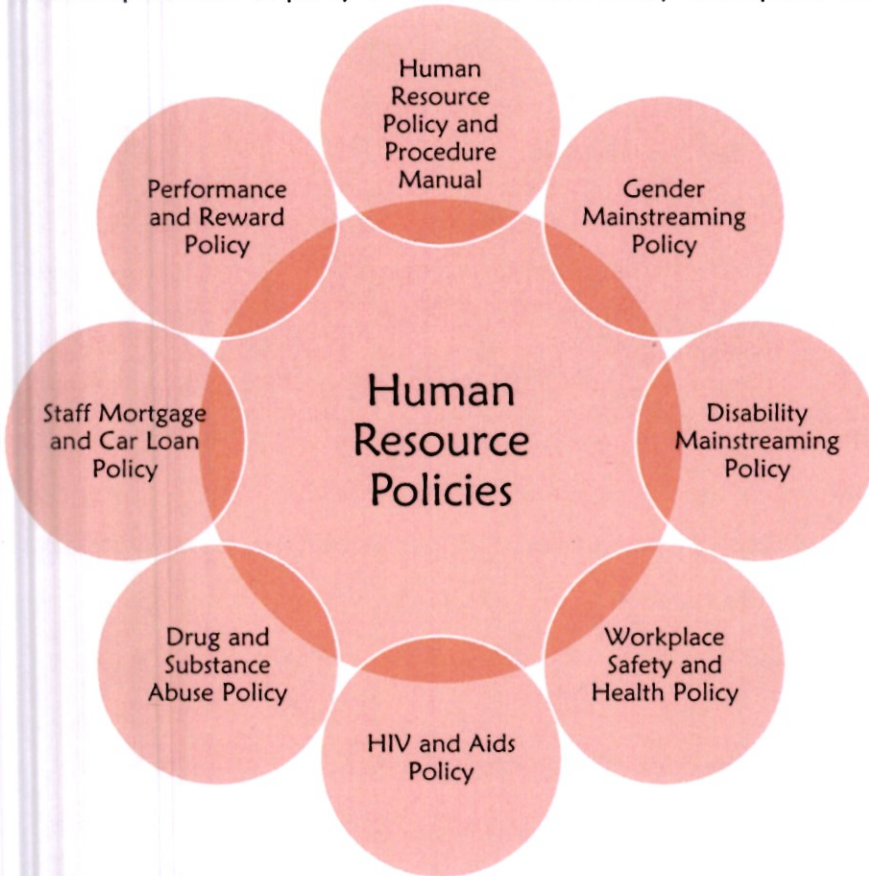 Human
Resource
Policy and
Procedure
Manual
Gender
Mainstreaming
Policy
Disability
Mainstreaming
Policy
Workplace
Safety and
Health Policy
HIV and Aids
Policy
Drug and
Substance
Abuse Policy
Staff Mortgage
and Car Loan
Policy
Performance
and Reward
Policy
Human
Resource
Policies